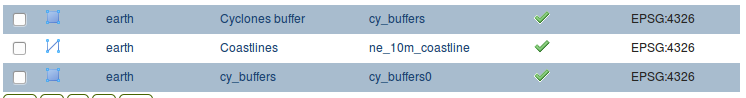 earth Cyclones buffer cy_buffers EPSG:4326
earth Coastlines ne_10m_coastline EPSG:4326
earth cy_buffers cy_buffers0 EPSG:4326